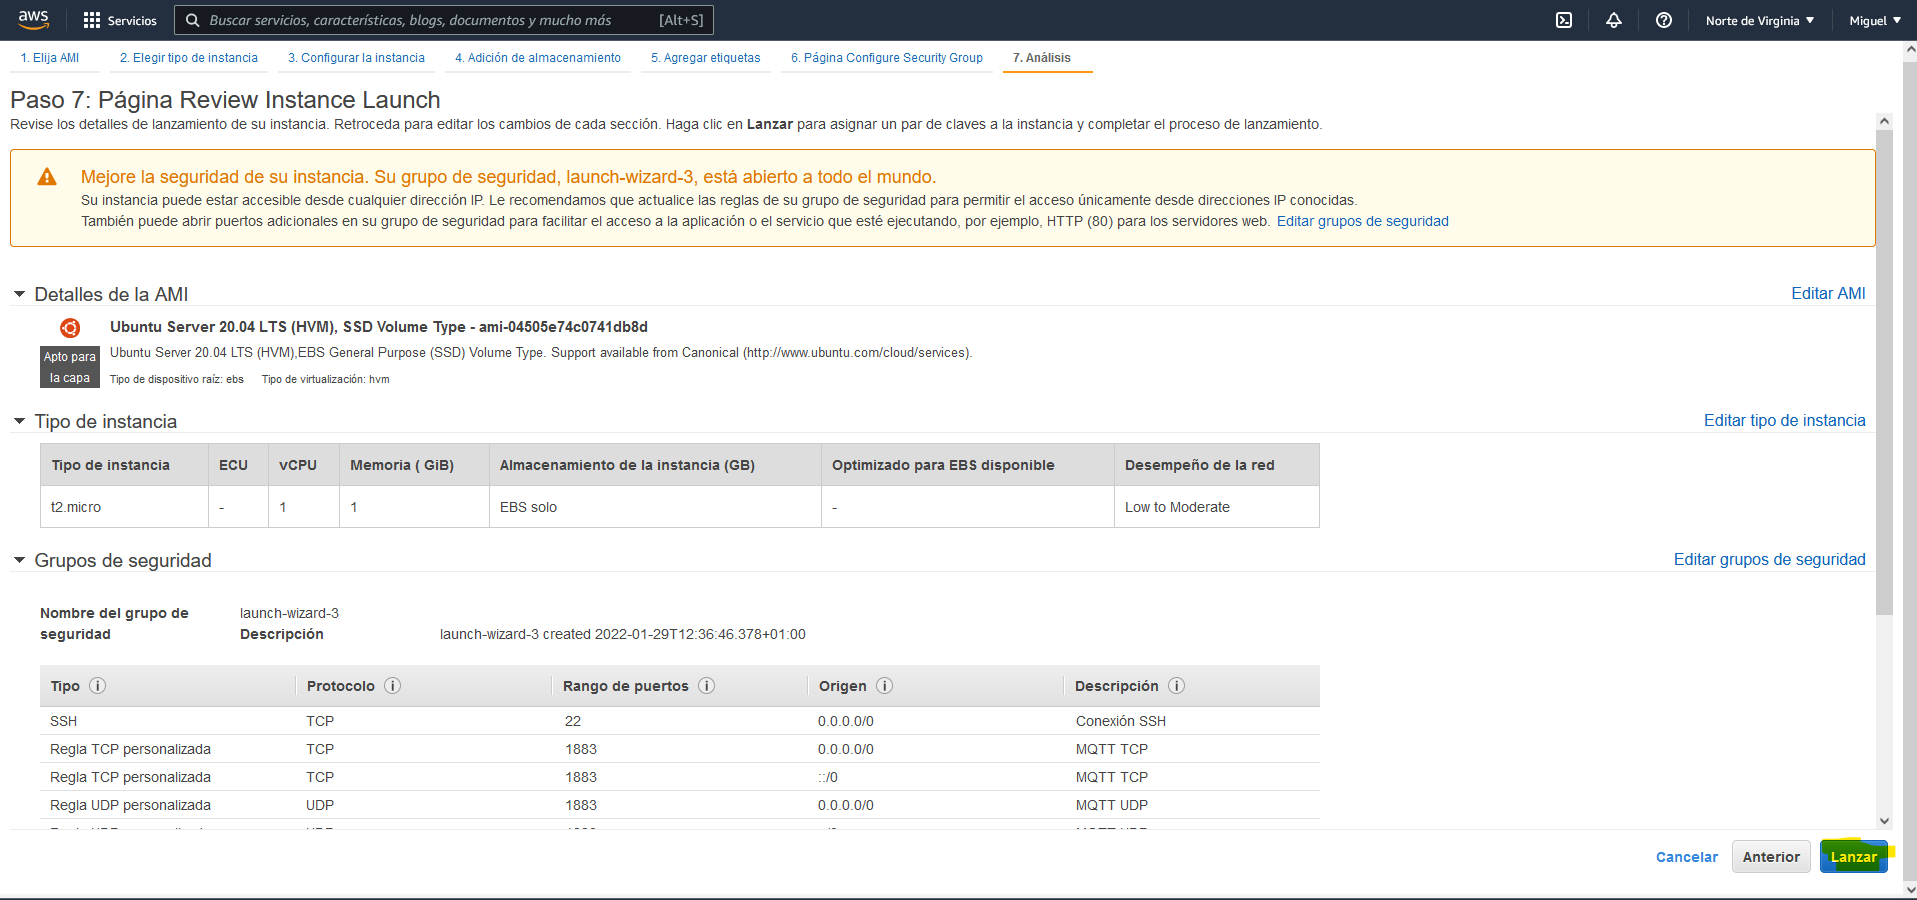 aws Servicios Buscar servicios, características, blogs, documentos y mucho más [Alt+S] Norte de Virginia Miguel
1. Elija AMI 2. Elegir tipo de instancia 3. Configurar la instancia 4. Adición de almacenamiento 5. Agregar etiquetas 6. Página Configure Security Group 7. Análisis
Paso 7: Página Review Instance Launch
Revise los detalles de lanzamiento de su instancia. Retroceda para editar los cambios de cada sección. Haga clic en Lanzar para asignar un par de claves a la instancia y completar el proceso de lanzamiento.
Mejore la seguridad de su instancia. Su grupo de seguridad, launch-wizard-3, está abierto a todo el mundo.
Su instancia puede estar accesible desde cualquier dirección IP. Le recomendamos que actualice las reglas de su grupo de seguridad para permitir el acceso únicamente desde direcciones IP conocidas.
También puede abrir puertos adicionales en su grupo de seguridad para facilitar el acceso a la aplicación o el servicio que esté ejecutando, por ejemplo, HTTP (80) para los servidores web. Editar grupos de seguridad
Detalles de la AMI Editar AMI
Ubuntu Server 20.04 LTS (HVM), SSD Volume Type - ami-04505e74c0741db8d
Apto para la capa
Ubuntu Server 20.04 LTS (HVM),EBS General Purpose (SSD) Volume Type. Support available from Canonical (http://www.ubuntu.com/cloud/services).
Tipo de dispositivo raíz: ebs Tipo de virtualización: hvm
Tipo de instancia Editar tipo de instancia
Tipo de instancia ECU vCPU Memoria ( GiB) Almacenamiento de la instancia (GB) Optimizado para EBS disponible Desempeño de la red
t2.micro - 1 1 EBS solo - Low to Moderate
Grupos de seguridad Editar grupos de seguridad
Nombre del grupo de seguridad launch-wizard-3
Descripción launch-wizard-3 created 2022-01-29T12:36:46.378+01:00
Tipo Protocolo Rango de puertos Origen Descripción
SSH TCP 22 0.0.0.0/0 Conexión SSH
Regla TCP personalizada TCP 1883 0.0.0.0/0 MQTT TCP
Regla TCP personalizada TCP 1883 ::/0 MQTT TCP
Regla UDP personalizada UDP 1883 0.0.0.0/0 MQTT UDP
Cancelar Anterior Lanzar